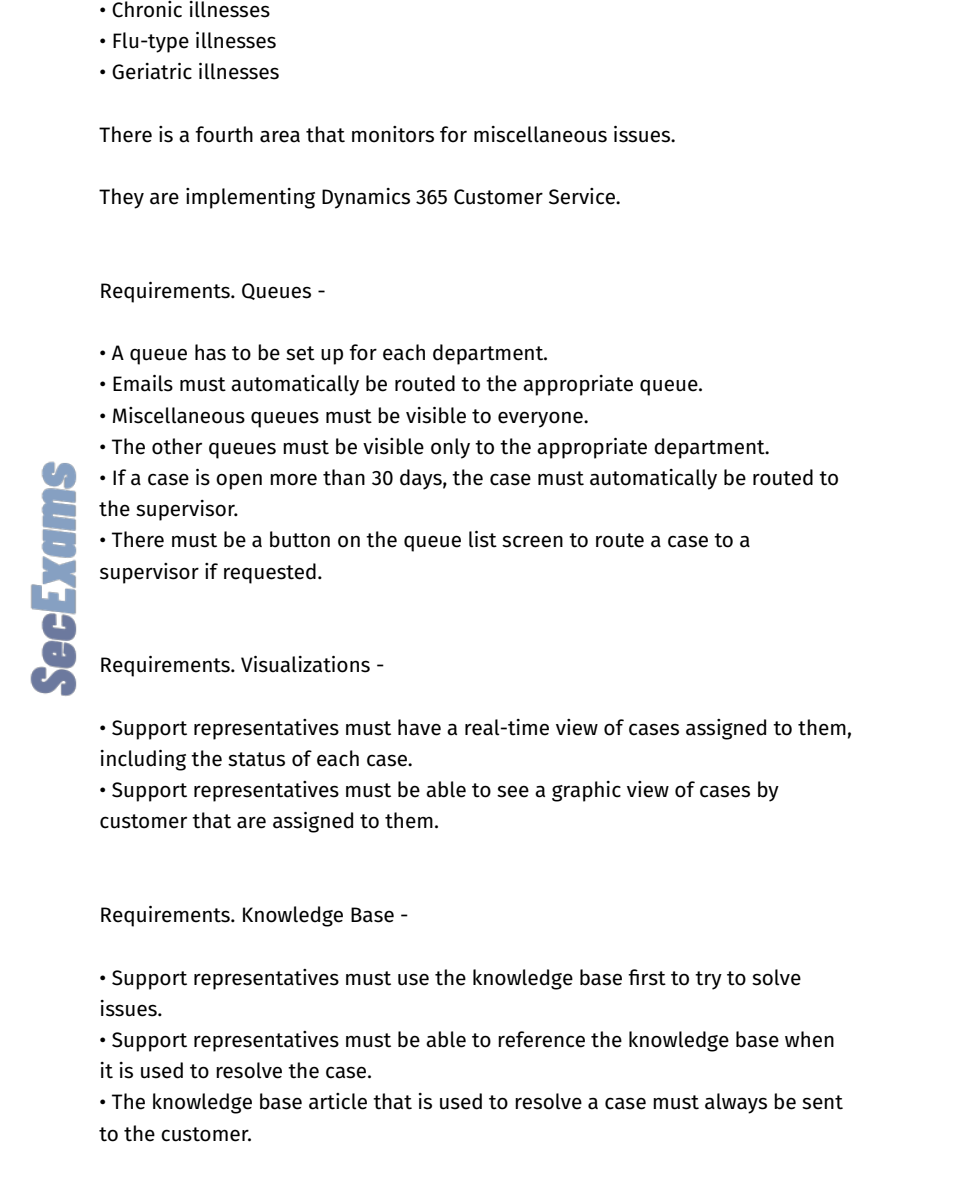 • Chronic illnesses
• Flu-type illnesses
• Geriatric illnesses
There is a fourth area that monitors for miscellaneous issues.
They are implementing Dynamics 365 Customer Service.
Requirements. Queues -
• A queue has to be set up for each department.
• Emails must automatically be routed to the appropriate queue.
• Miscellaneous queues must be visible to everyone.
• The other queues must be visible only to the appropriate department.
• If a case is open more than 30 days, the case must automatically be routed to
the supervisor.
• There must be a button on the queue list screen to route a case to a
supervisor if requested.
SecExams
Requirements. Visualizations -
• Support representatives must have a real-time view of cases assigned to them,
including the status of each case.
• Support representatives must be able to see a graphic view of cases by
customer that are assigned to them.
Requirements. Knowledge Base -
• Support representatives must use the knowledge base first to try to solve
issues.
• Support representatives must be able to reference the knowledge base when
it is used to resolve the case.
• The knowledge base article that is used to resolve a case must always be sent
to the customer.